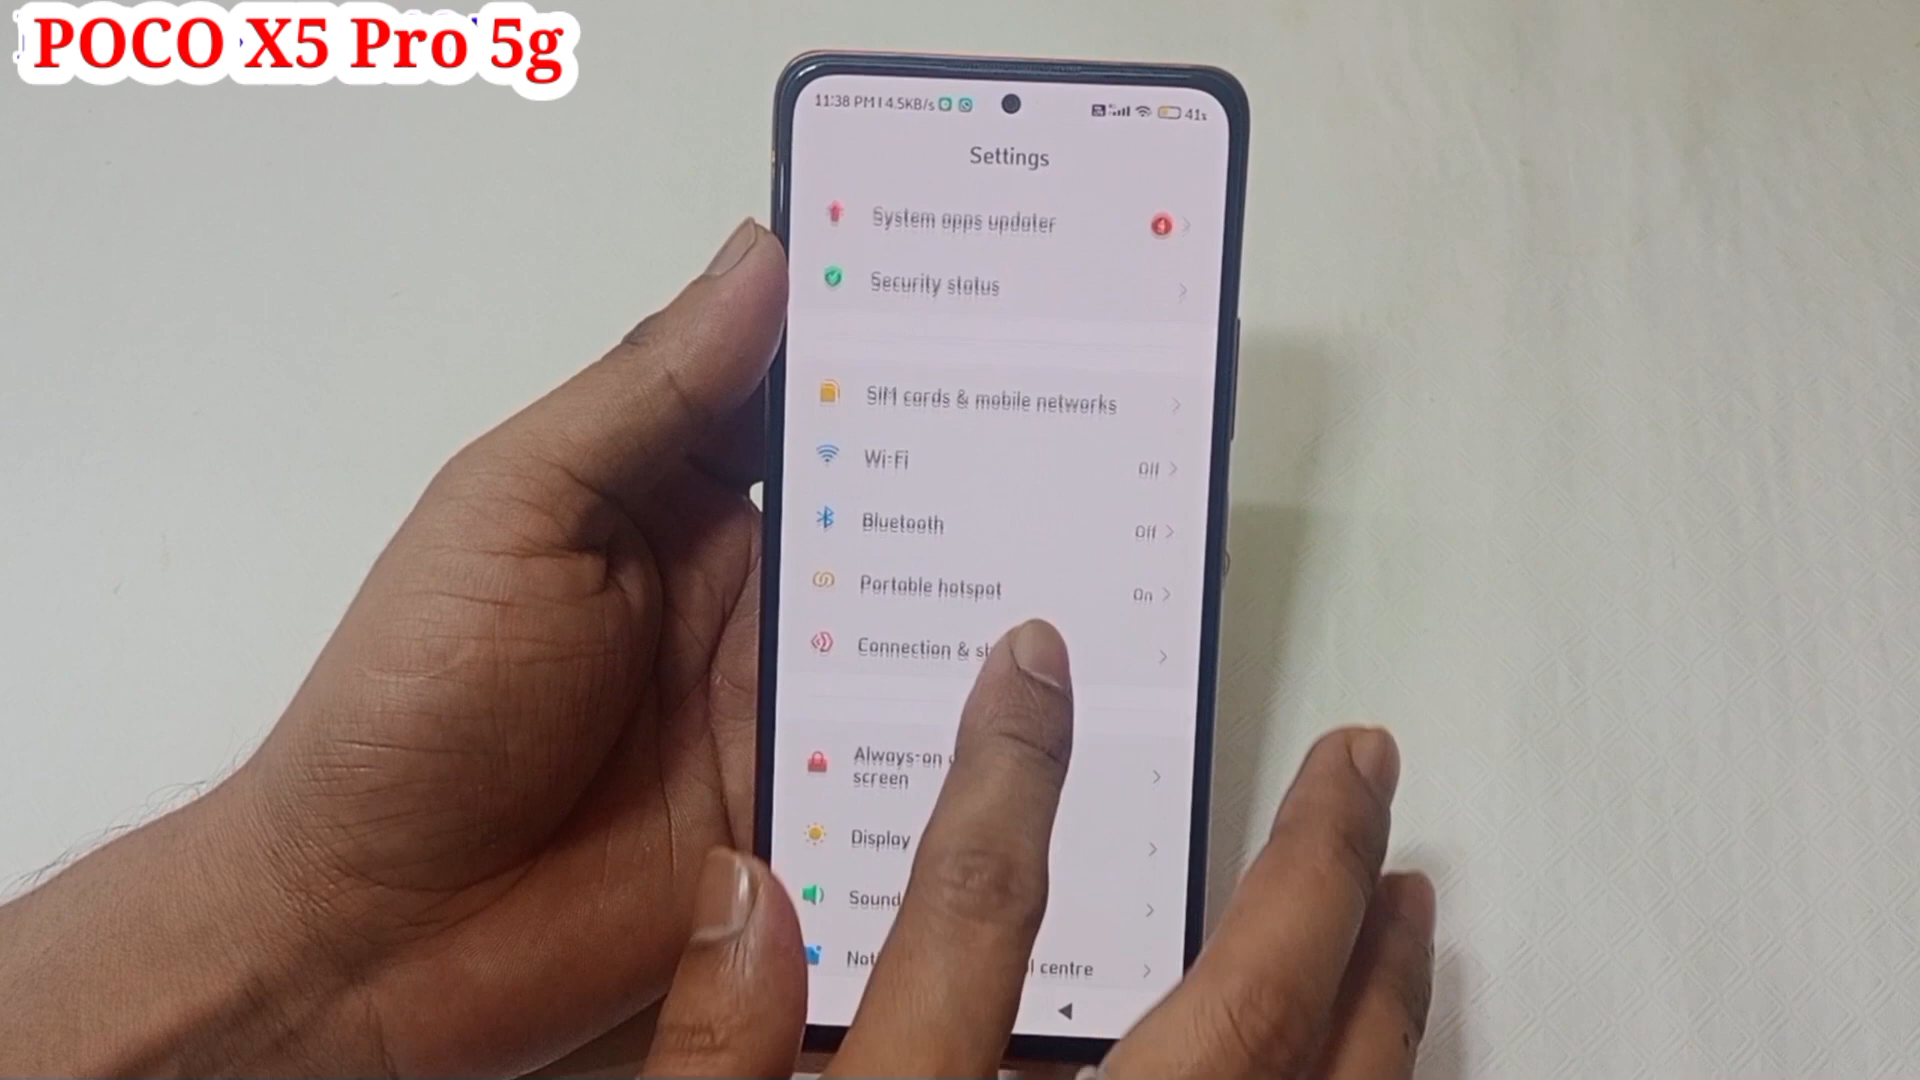 POCO X5 Pro 5g
11:38 PM | 4.5KB/s
41
Settings
System apps updater
4
Security status
SIM cards & mobile networks
Wi-Fi
Off
Bluetooth
Off
Portable hotspot
On
Connection &
Always-on
screen
Display
Sound
centre